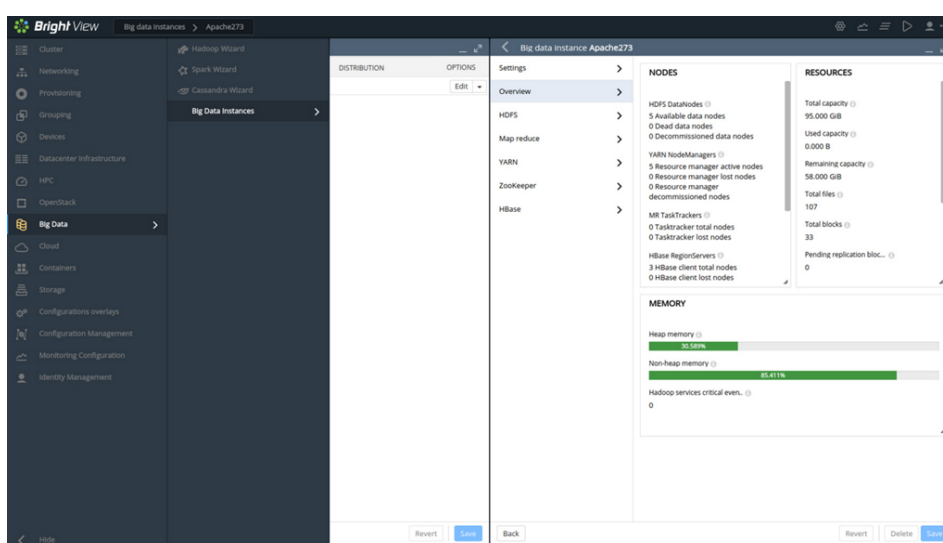 Bright View
Big data instances > Apache273
Cluster
Networking
Provisioning
Grouping
Devices
Datacenter Infrastructure
HPC
OpenStack
Big Data
Cloud
Containers
Storage
Configurations overlays
Configuration Management
Monitoring Configuration
Identity Management
Hide
Hadoop Wizard
Spark Wizard
Cassandra Wizard
Big Data Instances
DISTRIBUTION OPTIONS
Edit
Revert Save
Big data instance Apache273
Settings
Overview
HDFS
Map reduce
YARN
ZooKeeper
HBase
Back
NODES
HDFS DataNodes
5 Available data nodes
0 Dead data nodes
0 Decommissioned data nodes
YARN NodeManagers
5 Resource manager active nodes
0 Resource manager lost nodes
0 Resource manager
decommissioned nodes
MR TaskTrackers
0 Tasktracker total nodes
0 Tasktracker lost nodes
HBase RegionServers
3 HBase client total nodes
0 HBase client lost nodes
RESOURCES
Total capacity
95.000 GiB
Used capacity
0.000 B
Remaining capacity
58.000 GiB
Total files
107
Total blocks
33
Pending replication bloc...
0
MEMORY
Heap memory
30.589%
Non-heap memory
85.411%
Hadoop services critical even..
0
Revert Delete Save